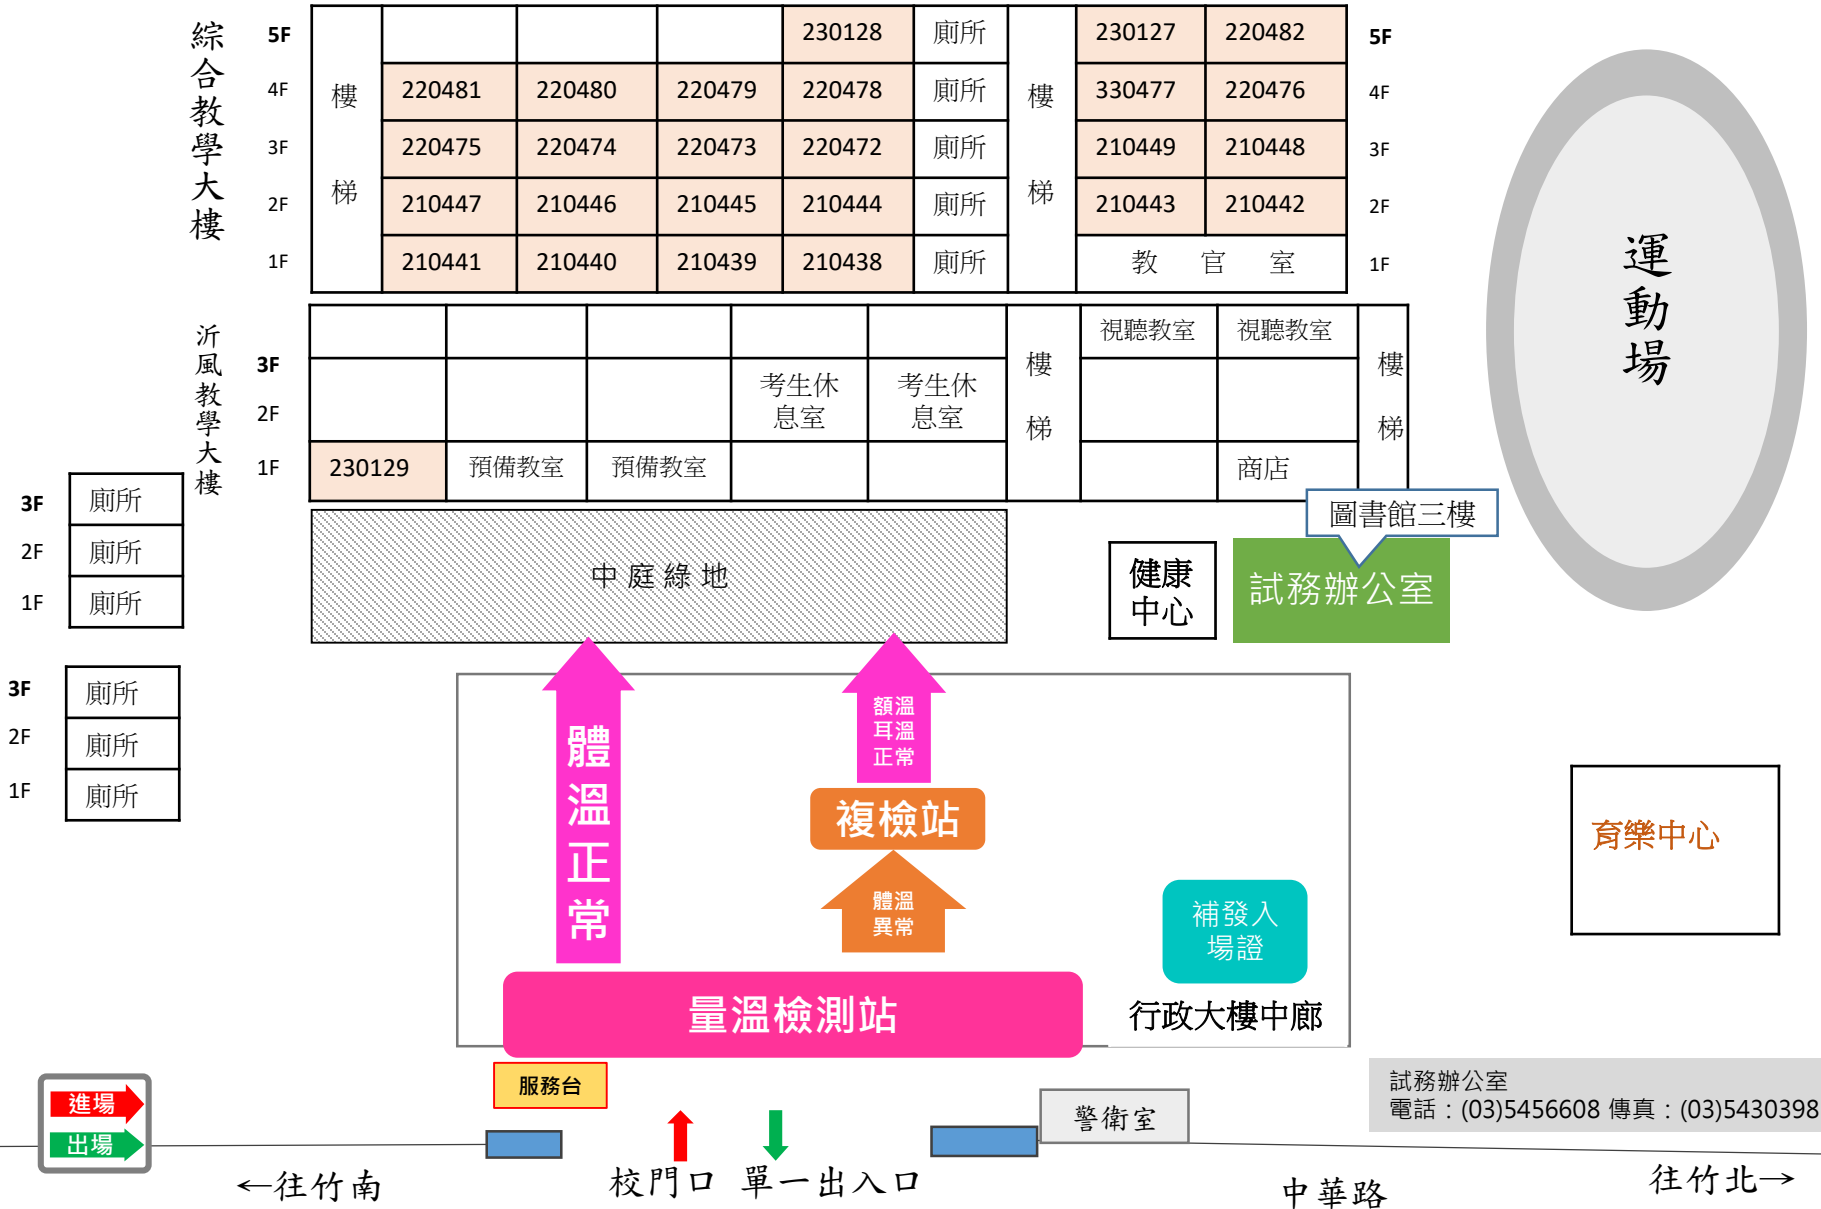 綜合教學大樓
5F 230128 廁所 230127 220482 5F
4F 220481 220480 220479 220478 廁所 330477 220476 4F
樓 樓
3F 220475 220474 220473 220472 廁所 210449 210448 3F
梯 梯
2F 210447 210446 210445 210444 廁所 210443 210442 2F
1F 210441 210440 210439 210438 廁所 教官室 1F
運動場
沂風教學大樓
視聽教室 視聽教室
3F
樓 樓
2F 考生休息室 考生休息室
梯 梯
1F 230129 預備教室 預備教室 商店
3F 廁所
2F 廁所
1F 廁所
圖書館三樓
中庭綠地
健康中心
試務辦公室
3F 廁所
2F 廁所
1F 廁所
體溫正常
額溫
耳溫
正常
複檢站
體溫
異常
育樂中心
補發入
場證
量溫檢測站
行政大樓中廊
服務台
進場
出場
警衛室
試務辦公室
電話：(03)5456608 傳真：(03)5430398
←往竹南
校門口 單一出入口
中華路
往竹北→